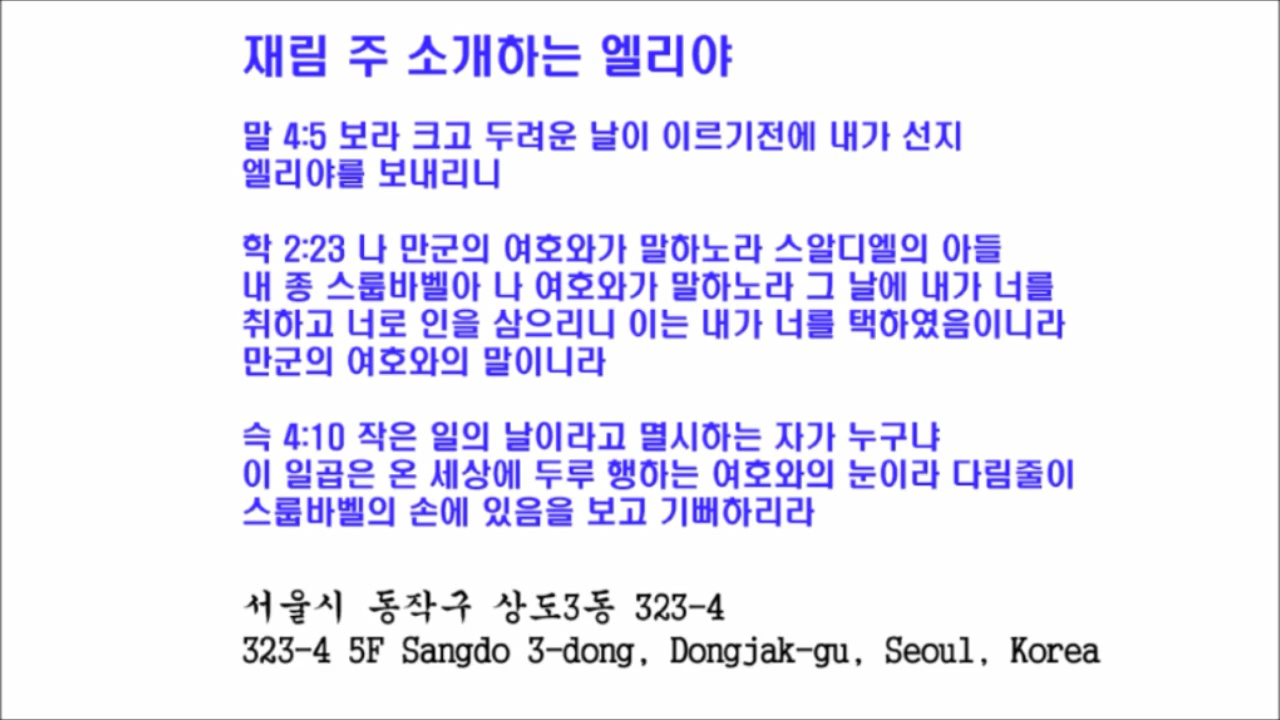 재림 주 소개하는 엘리야
말 4:5 보라 크고 두려운 날이 이르기전에 내가 선지
엘리야를 보내리니
학 2:23 나 만군의 여호와가 말하노라 스알디엘의 아들
내 종 스룹바벨아 나 여호와가 말하노라 그 날에 내가 너를
취하고 너로 인을 삼으리니 이는 내가 너를 택하였음이니라
만군의 여호와의 말이니라
슥 4:10 작은 일의 날이라고 멸시하는 자가 누구냐
이 일곱은 온 세상에 두루 행하는 여호와의 눈이라 다림줄이
스룹바벨의 손에 있음을 보고 기뻐하리라
서울시 동작구 상도3동 323-4
323-4 5F Sangdo 3-dong, Dongjak-gu, Seoul, Korea